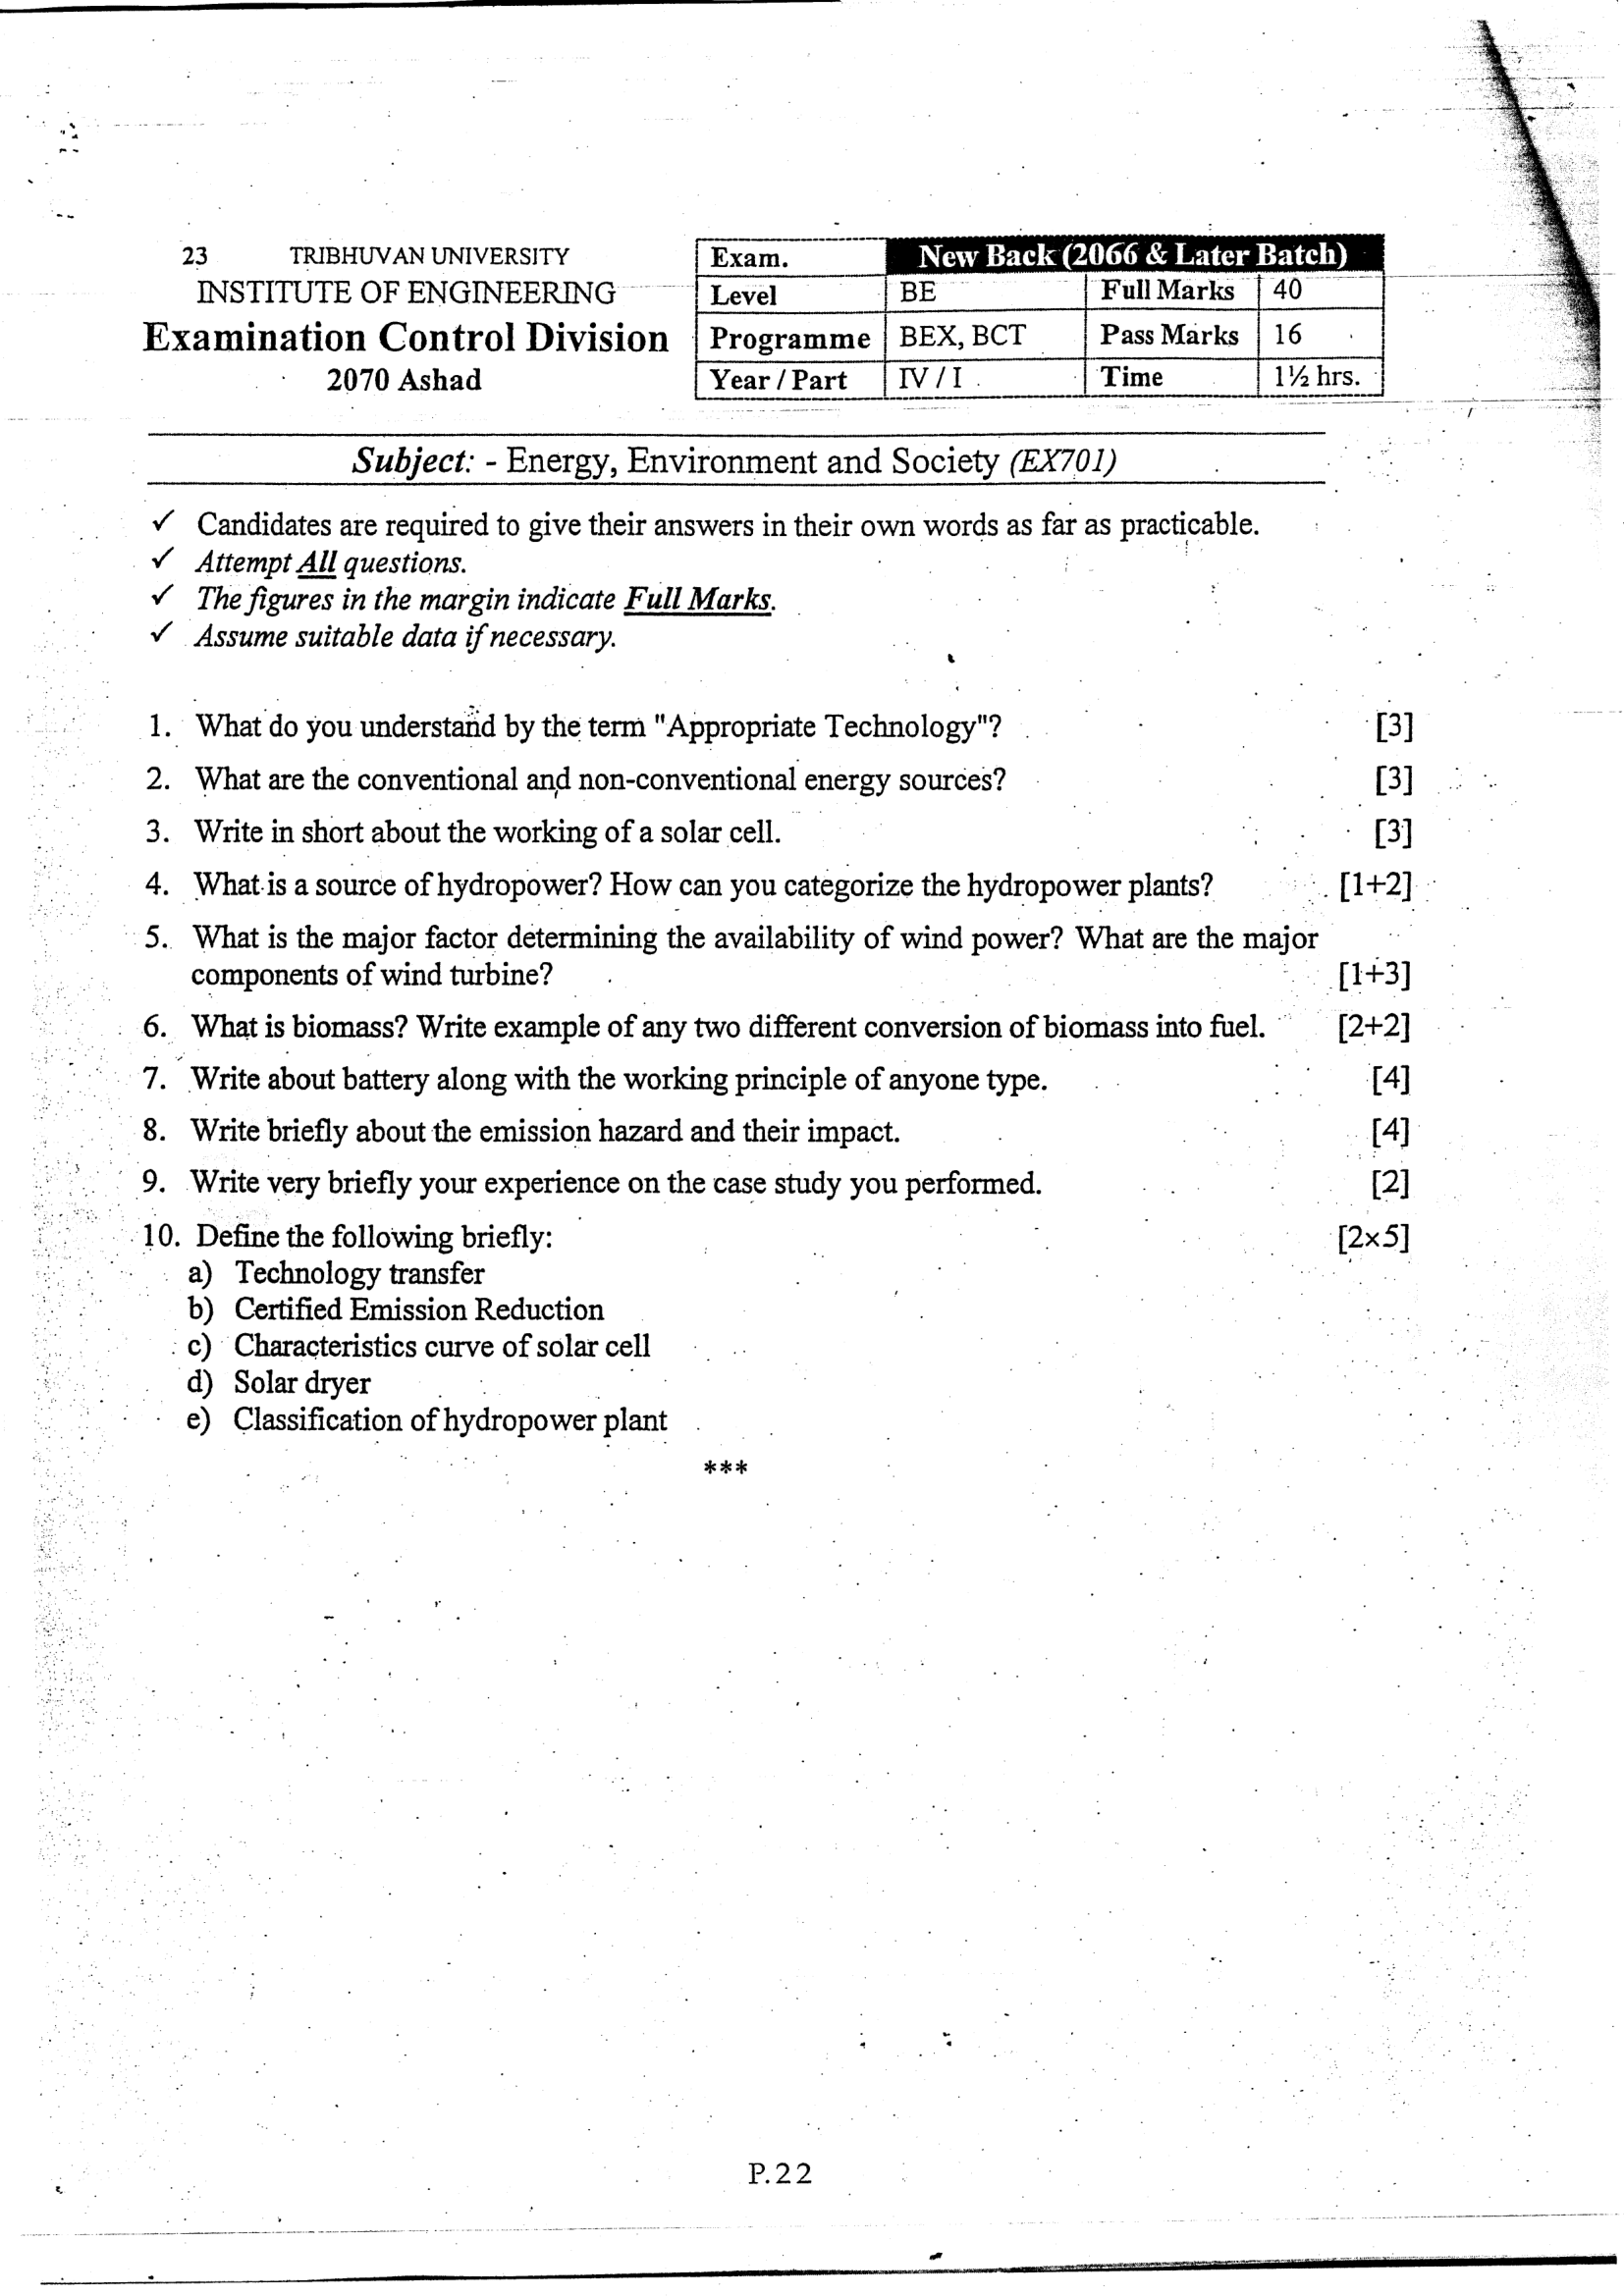 23 TRIBHUVAN UNIVERSITY
INSTITUTE OF ENGINEERING
Examination Control Division
2070 Ashad
Exam. New Back (2066 & Later Batch)
Level BE Full Marks 40
Programme BEX, BCT Pass Marks 16
Year / Part IV / I Time 1½ hrs.
Subject: - Energy, Environment and Society (EX701)
✓ Candidates are required to give their answers in their own words as far as practicable.
✓ Attempt All questions.
✓ The figures in the margin indicate Full Marks.
✓ Assume suitable data if necessary.
1. What do you understand by the term "Appropriate Technology"? [3]
2. What are the conventional and non-conventional energy sources? [3]
3. Write in short about the working of a solar cell. [3]
4. What is a source of hydropower? How can you categorize the hydropower plants? [1+2]
5. What is the major factor determining the availability of wind power? What are the major
components of wind turbine? [1+3]
6. What is biomass? Write example of any two different conversion of biomass into fuel. [2+2]
7. Write about battery along with the working principle of anyone type. [4]
8. Write briefly about the emission hazard and their impact. [4]
9. Write very briefly your experience on the case study you performed. [2]
10. Define the following briefly: [2×5]
a) Technology transfer
b) Certified Emission Reduction
c) Characteristics curve of solar cell
d) Solar dryer
e) Classification of hydropower plant
***
P.22